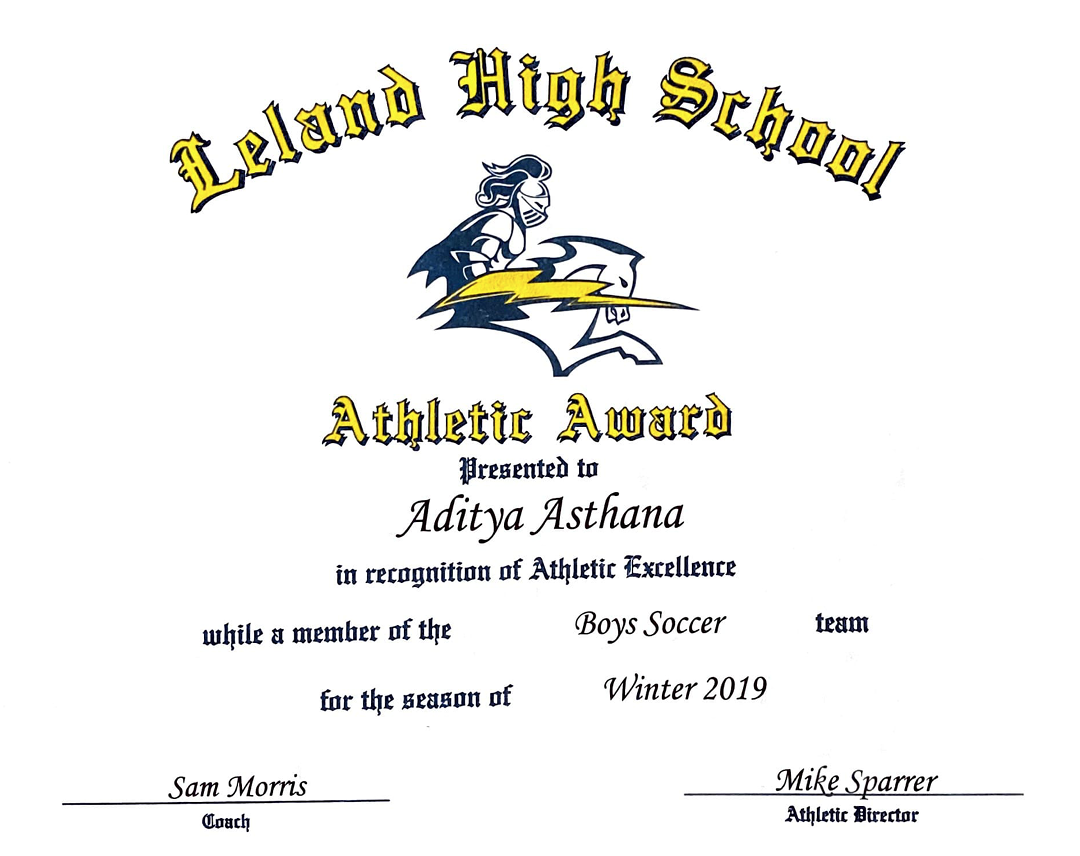 Leland High School
Athletic Award
Presented to
Aditya Asthana
in recognition of Athletic Excellence
while a member of the Boys Soccer team
for the season of Winter 2019
Sam Morris Mike Sparrer
Coach Athletic Director